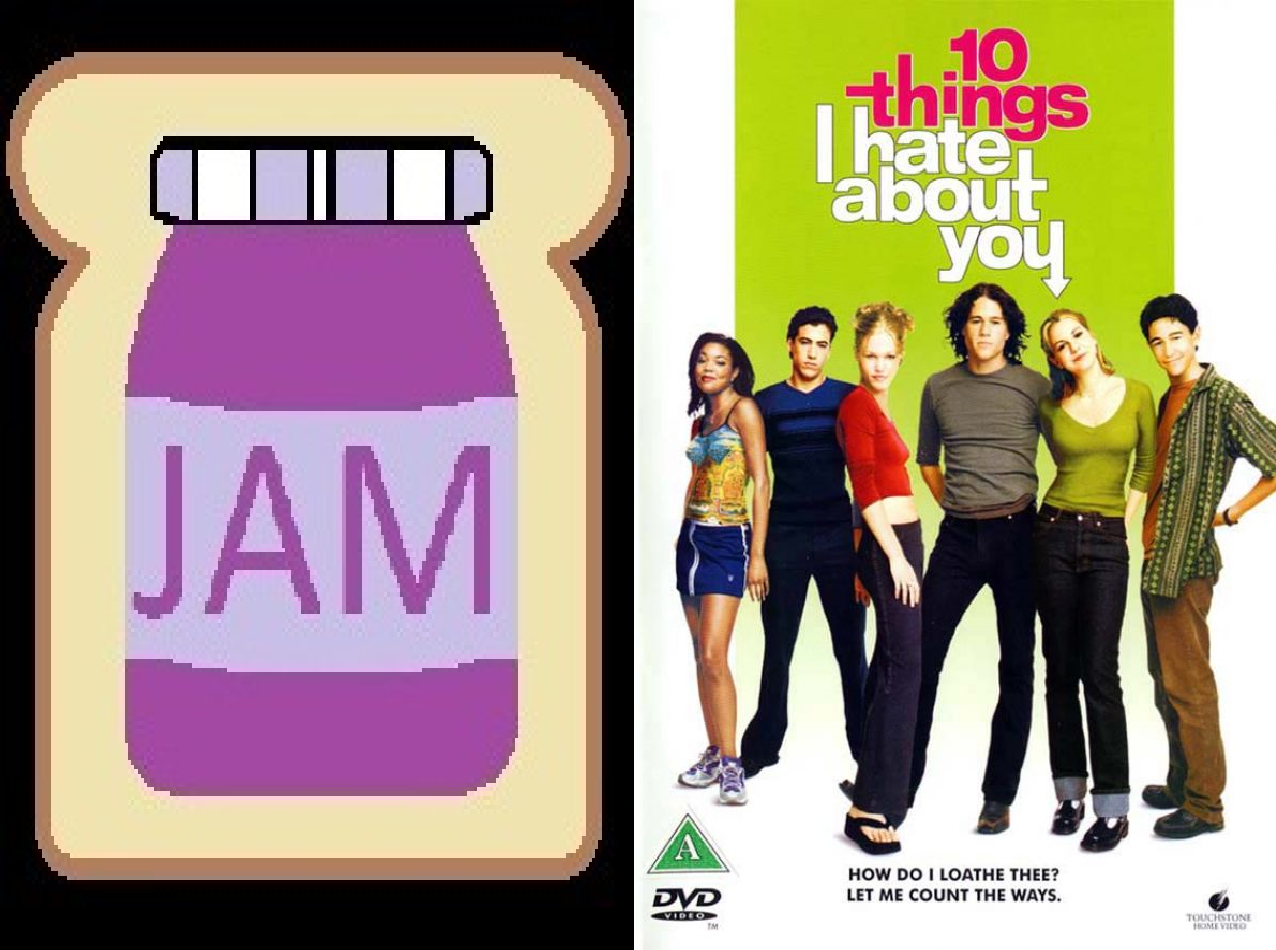 JAM
10
things
I hate
about
you
A
DVD
VIDEO
TM
HOW DO I LOATHE THEE?
LET ME COUNT THE WAYS.
TOUCHSTONE
HOME VIDEO